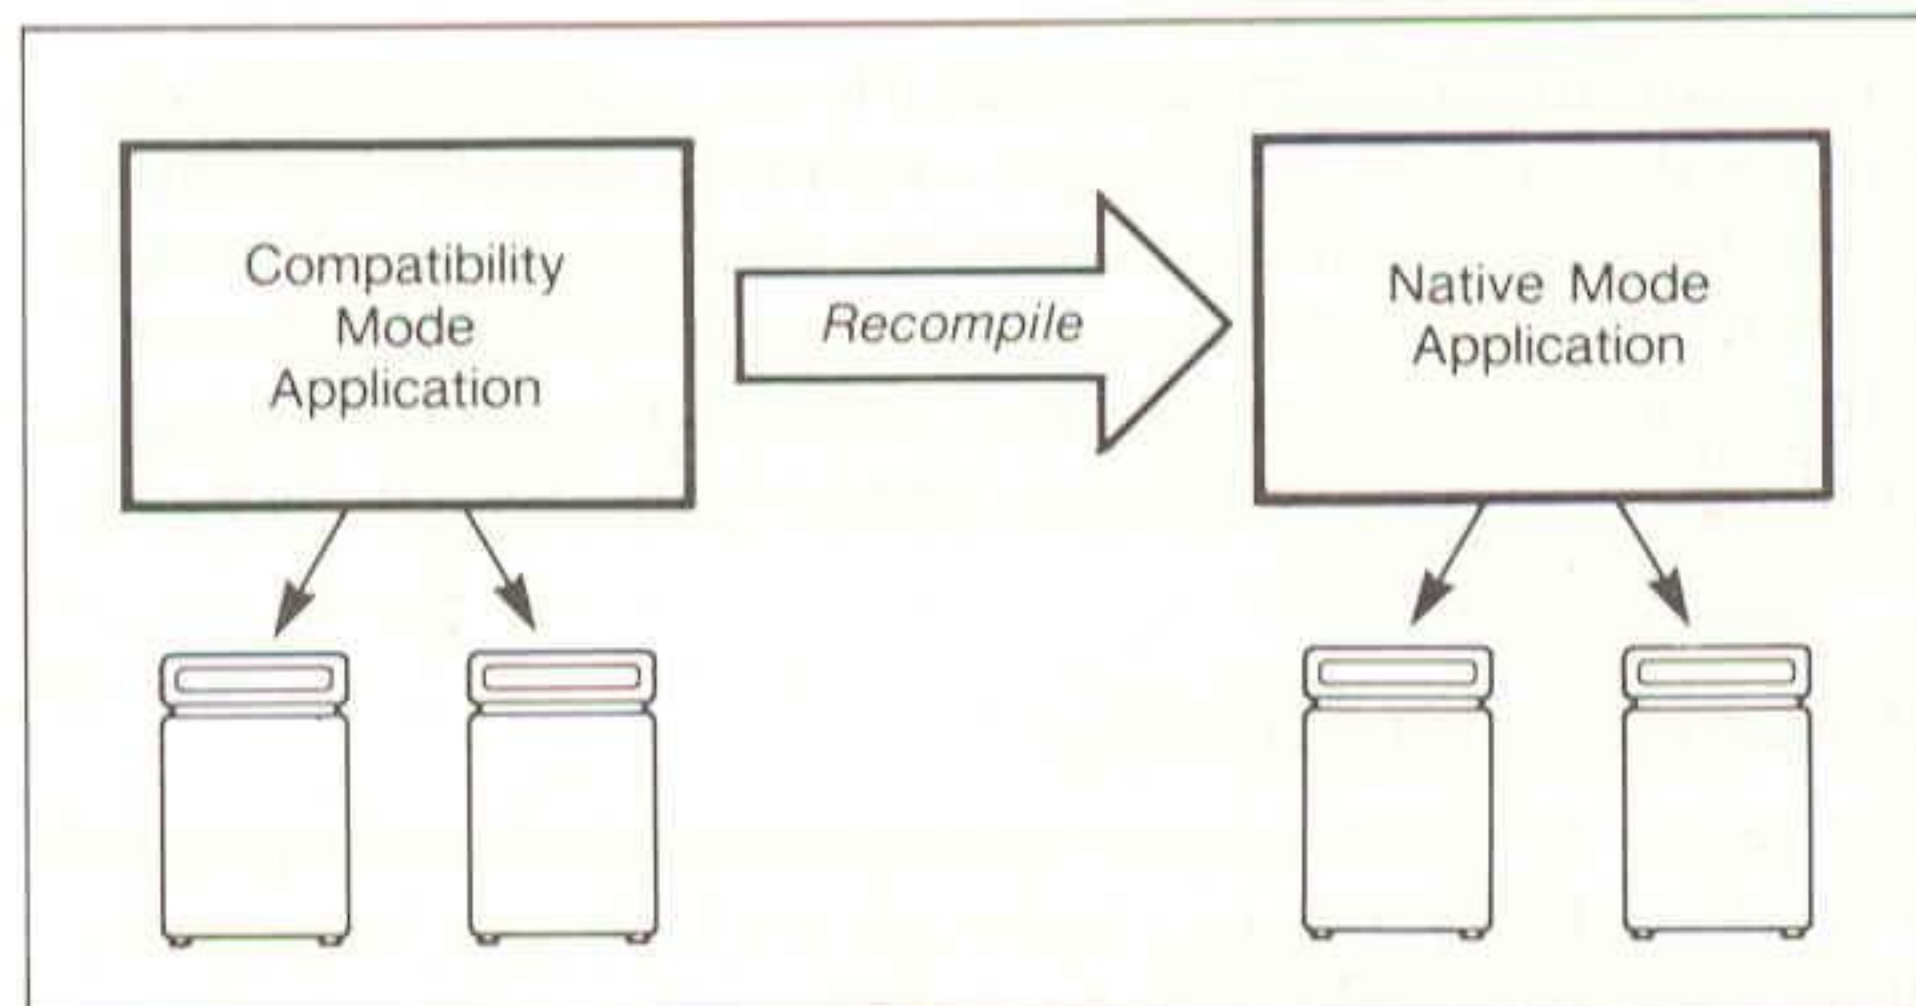 Compatibility
Mode
Application
Recompile
Native Mode
Application